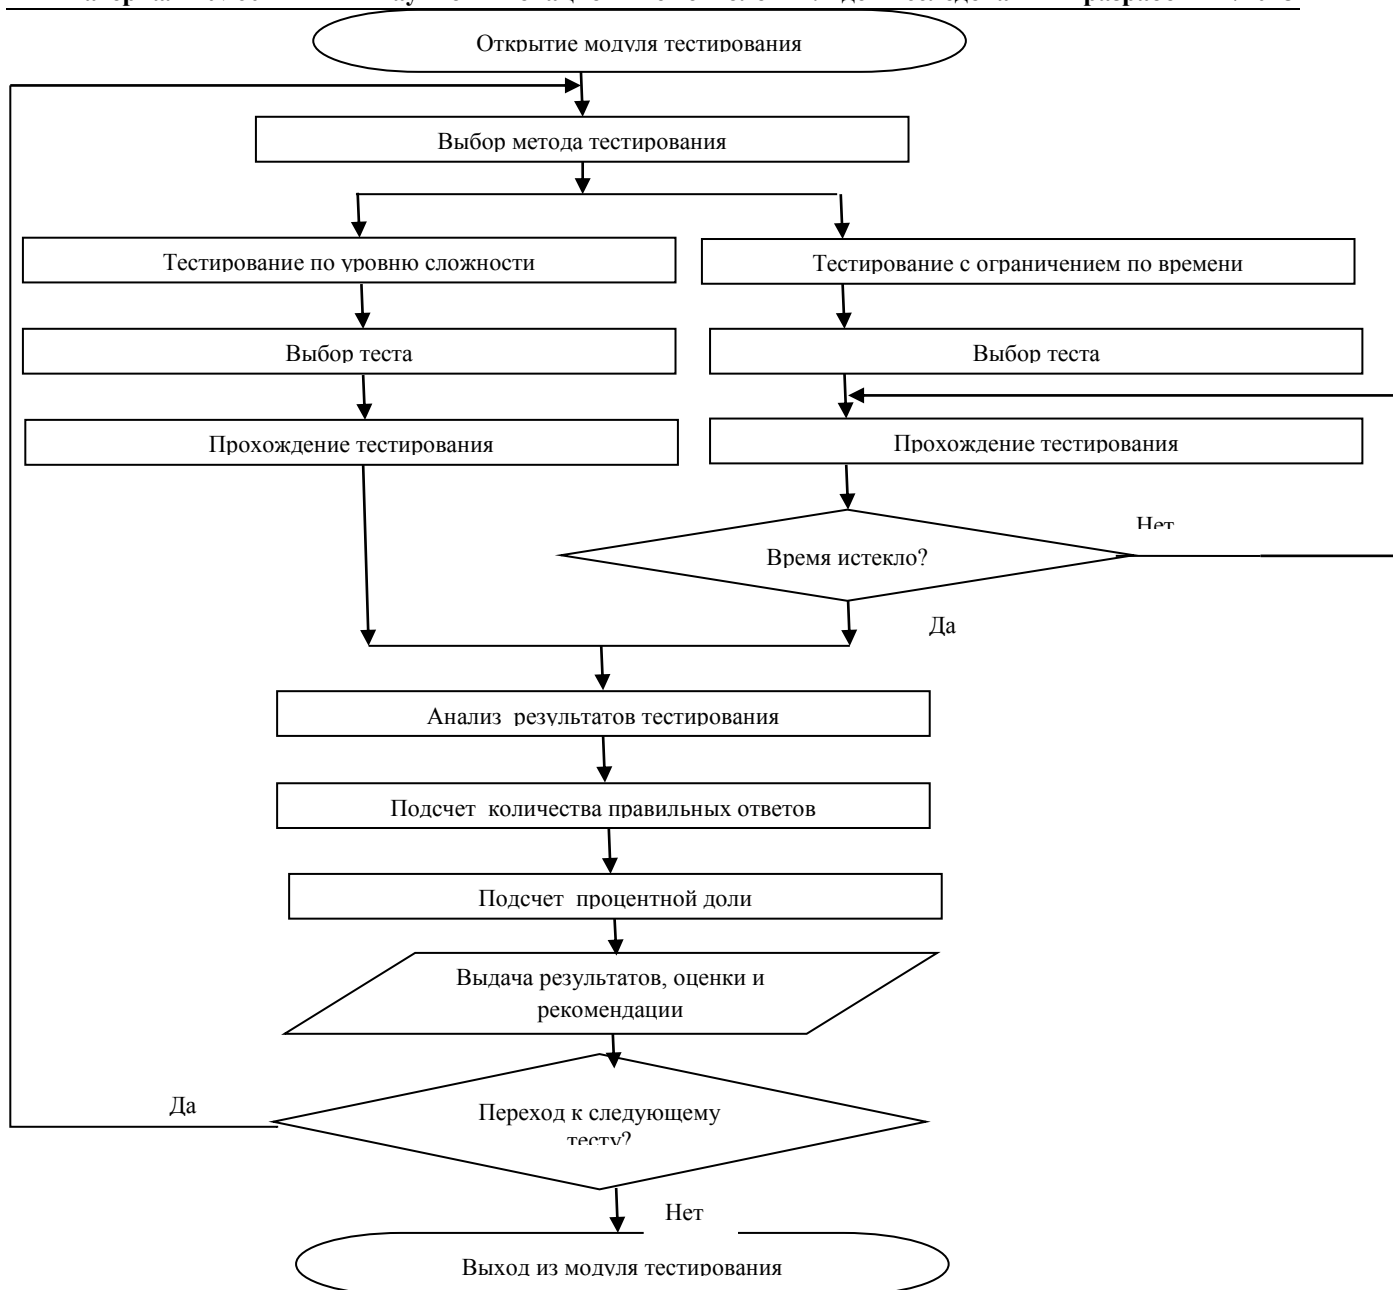 Открытие модуля тестирования
Выбор метода тестирования
Тестирование по уровню сложности
Тестирование с ограничением по времени
Выбор теста
Выбор теста
Прохождение тестирования
Прохождение тестирования
Нет
Время истекло?
Да
Анализ результатов тестирования
Подсчет количества правильных ответов
Подсчет процентной доли
Выдача результатов, оценки и
рекомендации
Да
Переход к следующему
тесту?
Нет
Выход из модуля тестирования